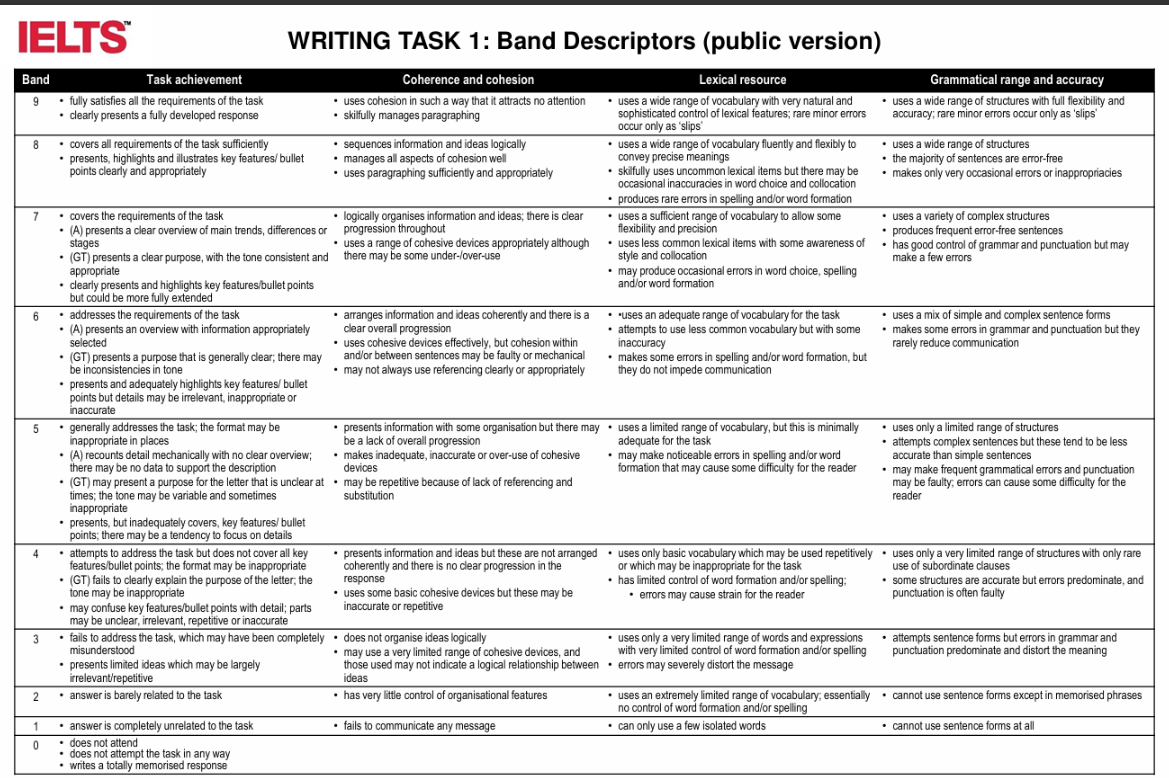 IELTS™
WRITING TASK 1: Band Descriptors (public version)
Band Task achievement Coherence and cohesion Lexical resource Grammatical range and accuracy
9
• fully satisfies all the requirements of the task
• clearly presents a fully developed response
• uses cohesion in such a way that it attracts no attention
• skilfully manages paragraphing
• uses a wide range of vocabulary with very natural and
sophisticated control of lexical features; rare minor errors
occur only as ‘slips’
• uses a wide range of structures with full flexibility and
accuracy; rare minor errors occur only as ‘slips’
8
• covers all requirements of the task sufficiently
• presents, highlights and illustrates key features/ bullet
points clearly and appropriately
• sequences information and ideas logically
• manages all aspects of cohesion well
• uses paragraphing sufficiently and appropriately
• uses a wide range of vocabulary fluently and flexibly to
convey precise meanings
• skilfully uses uncommon lexical items but there may be
occasional inaccuracies in word choice and collocation
• produces rare errors in spelling and/or word formation
• uses a wide range of structures
• the majority of sentences are error-free
• makes only very occasional errors or inappropriacies
7
• covers the requirements of the task
• (A) presents a clear overview of main trends, differences or
stages
• (GT) presents a clear purpose, with the tone consistent and
appropriate
• clearly presents and highlights key features/bullet points
but could be more fully extended
• logically organises information and ideas; there is clear
progression throughout
• uses a range of cohesive devices appropriately although
there may be some under-/over-use
• uses a sufficient range of vocabulary to allow some
flexibility and precision
• uses less common lexical items with some awareness of
style and collocation
• may produce occasional errors in word choice, spelling
and/or word formation
• uses a variety of complex structures
• produces frequent error-free sentences
• has good control of grammar and punctuation but may
make a few errors
6
• addresses the requirements of the task
• (A) presents an overview with information appropriately
selected
• (GT) presents a purpose that is generally clear; there may
be inconsistencies in tone
• presents and adequately highlights key features/ bullet
points but details may be irrelevant, inappropriate or
inaccurate
• arranges information and ideas coherently and there is a
clear overall progression
• uses cohesive devices effectively, but cohesion within
and/or between sentences may be faulty or mechanical
• may not always use referencing clearly or appropriately
• •uses an adequate range of vocabulary for the task
• attempts to use less common vocabulary but with some
inaccuracy
• makes some errors in spelling and/or word formation, but
they do not impede communication
• uses a mix of simple and complex sentence forms
• makes some errors in grammar and punctuation but they
rarely reduce communication
5
• generally addresses the task; the format may be
inappropriate in places
• (A) recounts detail mechanically with no clear overview;
there may be no data to support the description
• (GT) may present a purpose for the letter that is unclear at
times; the tone may be variable and sometimes
inappropriate
• presents, but inadequately covers, key features/ bullet
points; there may be a tendency to focus on details
• presents information with some organisation but there may
be a lack of overall progression
• makes inadequate, inaccurate or over-use of cohesive
devices
• may be repetitive because of lack of referencing and
substitution
• uses a limited range of vocabulary, but this is minimally
adequate for the task
• may make noticeable errors in spelling and/or word
formation that may cause some difficulty for the reader
• uses only a limited range of structures
• attempts complex sentences but these tend to be less
accurate than simple sentences
• may make frequent grammatical errors and punctuation
may be faulty; errors can cause some difficulty for the
reader
4
• attempts to address the task but does not cover all key
features/bullet points; the format may be inappropriate
• (GT) fails to clearly explain the purpose of the letter; the
tone may be inappropriate
• may confuse key features/bullet points with detail; parts
may be unclear, irrelevant, repetitive or inaccurate
• presents information and ideas but these are not arranged
coherently and there is no clear progression in the
response
• uses some basic cohesive devices but these may be
inaccurate or repetitive
• uses only basic vocabulary which may be used repetitively
or which may be inappropriate for the task
• has limited control of word formation and/or spelling;
• errors may cause strain for the reader
• uses only a very limited range of structures with only rare
use of subordinate clauses
• some structures are accurate but errors predominate, and
punctuation is often faulty
3
• fails to address the task, which may have been completely
misunderstood
• presents limited ideas which may be largely
irrelevant/repetitive
• does not organise ideas logically
• may use a very limited range of cohesive devices, and
those used may not indicate a logical relationship between
ideas
• uses only a very limited range of words and expressions
with very limited control of word formation and/or spelling
• errors may severely distort the message
• attempts sentence forms but errors in grammar and
punctuation predominate and distort the meaning
2
• answer is barely related to the task
• has very little control of organisational features
• uses an extremely limited range of vocabulary; essentially
no control of word formation and/or spelling
• cannot use sentence forms except in memorised phrases
1
• answer is completely unrelated to the task
• fails to communicate any message
• can only use a few isolated words
• cannot use sentence forms at all
0
• does not attend
• does not attempt the task in any way
• writes a totally memorised response